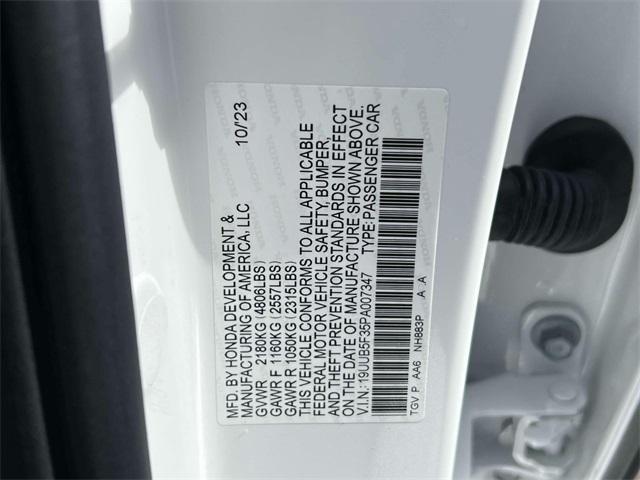 MFD. BY HONDA DEVELOPMENT & 10/'23
MANUFACTURING OF AMERICA, LLC
GVWR 2180KG (4806LBS)
GAWR F 1160KG (2557LBS)
GAWR R 1050KG (2315LBS)
THIS VEHICLE CONFORMS TO ALL APPLICABLE
FEDERAL MOTOR VEHICLE SAFETY, BUMPER,
AND THEFT PREVENTION STANDARDS IN EFFECT
ON THE DATE OF MANUFACTURE SHOWN ABOVE.
V.I.N.: 19UUB5F35PA007347 TYPE: PASSENGER CAR
TGV P AA6 NH883P .A .A